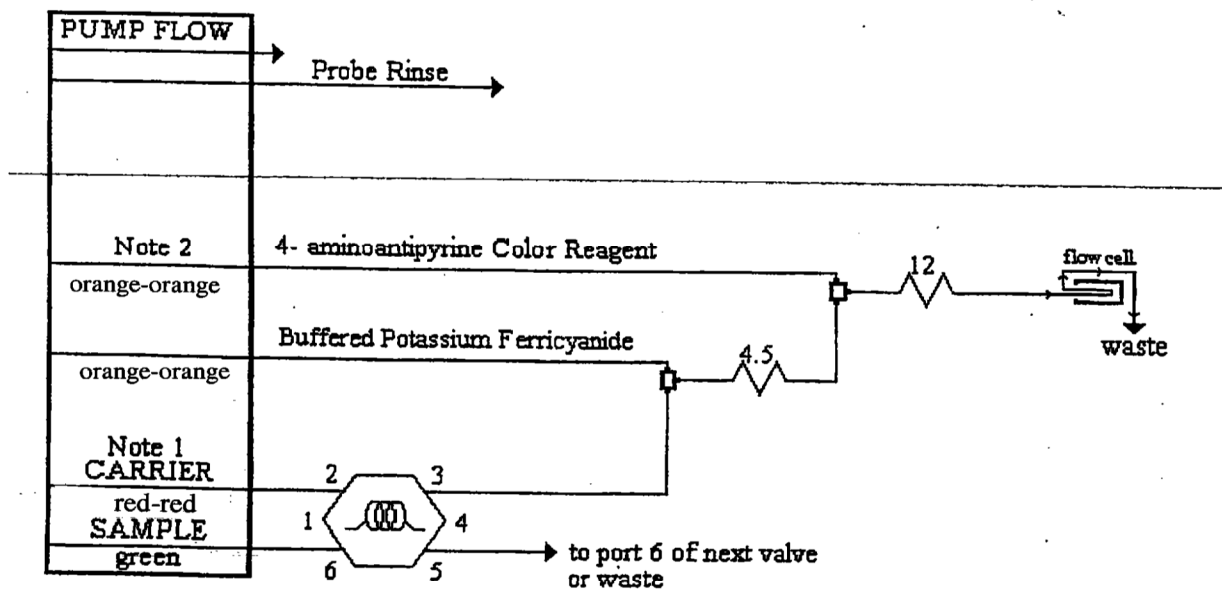 PUMP FLOW
Probe Rinse
Note 2
4- aminoantipyrine Color Reagent
orange-orange
12
flow cell
waste
Buffered Potassium Ferricyanide
orange-orange
4.5
Note 1
CARRIER
red-red
SAMPLE
green
2
3
1
4
6
5
to port 6 of next valve
or waste